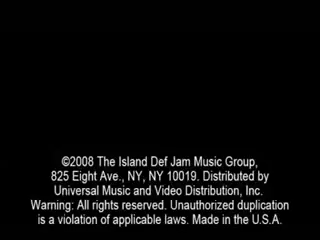 ©2008 The Island Def Jam Music Group,
825 Eight Ave., NY, NY 10019. Distributed by
Universal Music and Video Distribution, Inc.
Warning: All rights reserved. Unauthorized duplication
is a violation of applicable laws. Made in the U.S.A.